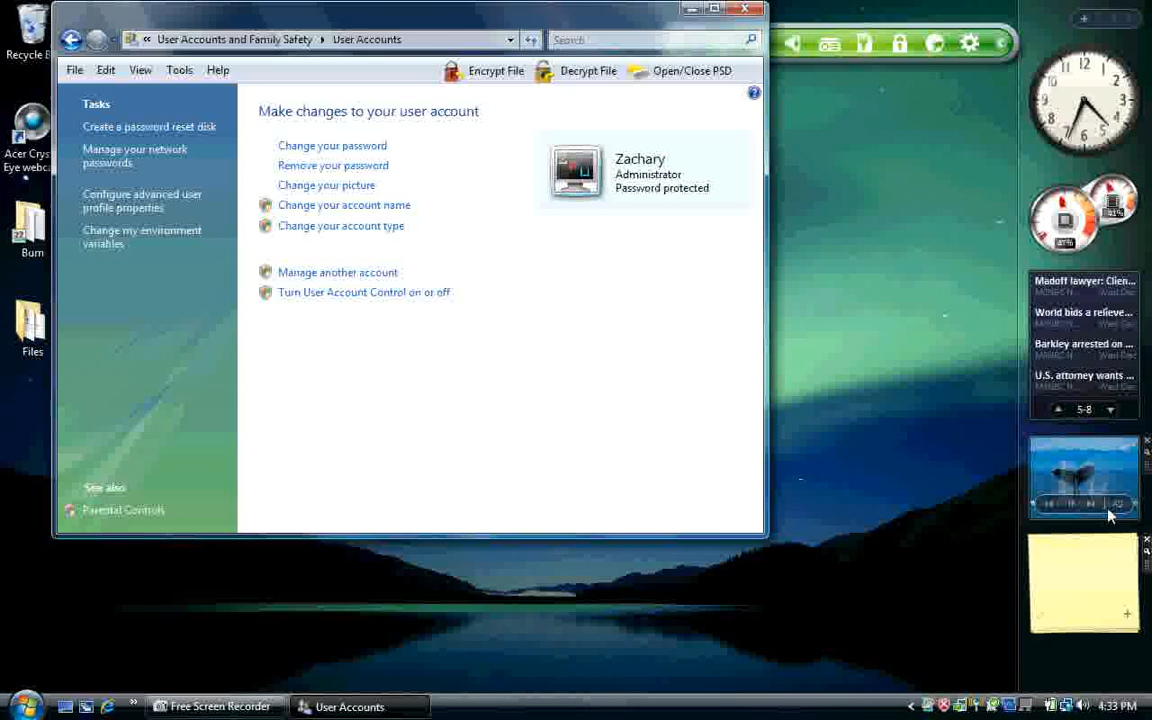 Recycle B
Acer Crys
Eye webca
Burn
Files
« User Accounts and Family Safety User Accounts
Search
File Edit View Tools Help
Encrypt File Decrypt File Open/Close PSD
Tasks
Create a password reset disk
Manage your network
passwords
Configure advanced user
profile properties
Change my environment
variables
See also
Parental Controls
Make changes to your user account
Change your password
Remove your password
Change your picture
Change your account name
Change your account type
Manage another account
Turn User Account Control on or off
Zachary
Administrator
Password protected
41%
47%
Madoff lawyer: Clien...
World bids a relieve...
Barkley arrested on ...
U.S. attorney wants ...
5-8
Free Screen Recorder
User Accounts
4:33 PM